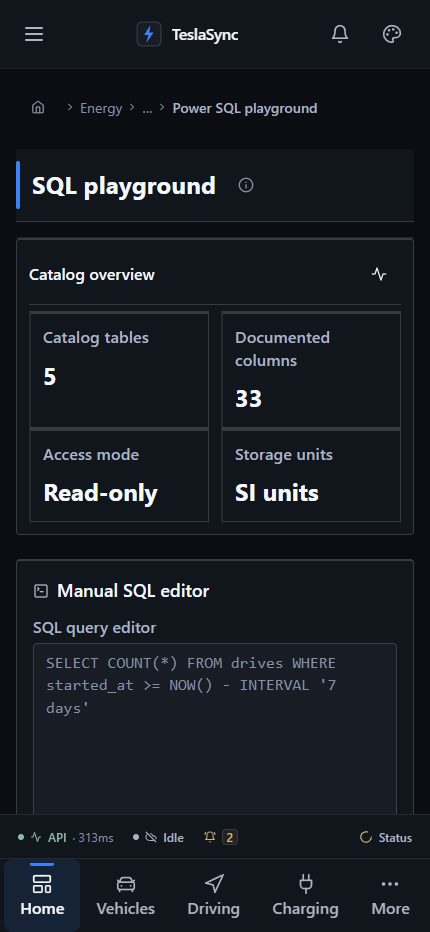 TeslaSync
Energy
...
Power SQL playground
SQL playground
Catalog overview
Catalog tables
5
Documented
columns
33
Access mode
Read-only
Storage units
SI units
Manual SQL editor
SQL query editor
SELECT COUNT(*) FROM drives WHERE
started_at >= NOW() - INTERVAL '7
days'
API · 313ms
Idle
2
Status
Home
Vehicles
Driving
Charging
More